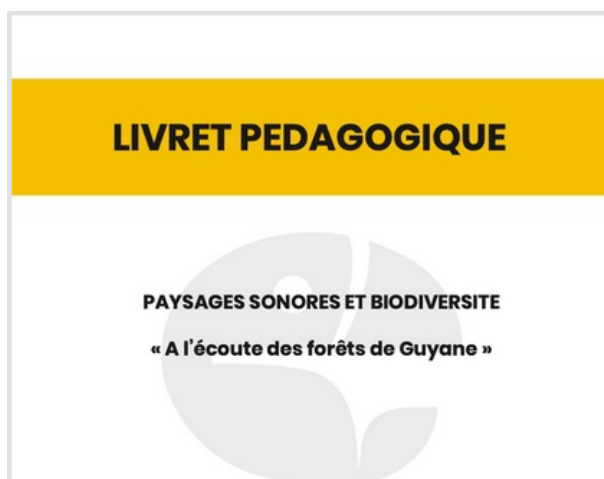 LIVRET PEDAGOGIQUE
PAYSAGES SONORES ET BIODIVERSITE
« A l’écoute des forêts de Guyane »